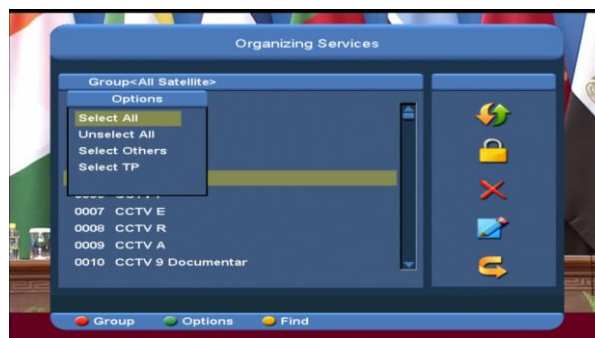 Organizing Services
Group<All Satellite>
Options
Select All
Unselect All
Select Others
Select TP
0007 CCTV E
0008 CCTV R
0009 CCTV A
0010 CCTV 9 Documentar
Group Options Find